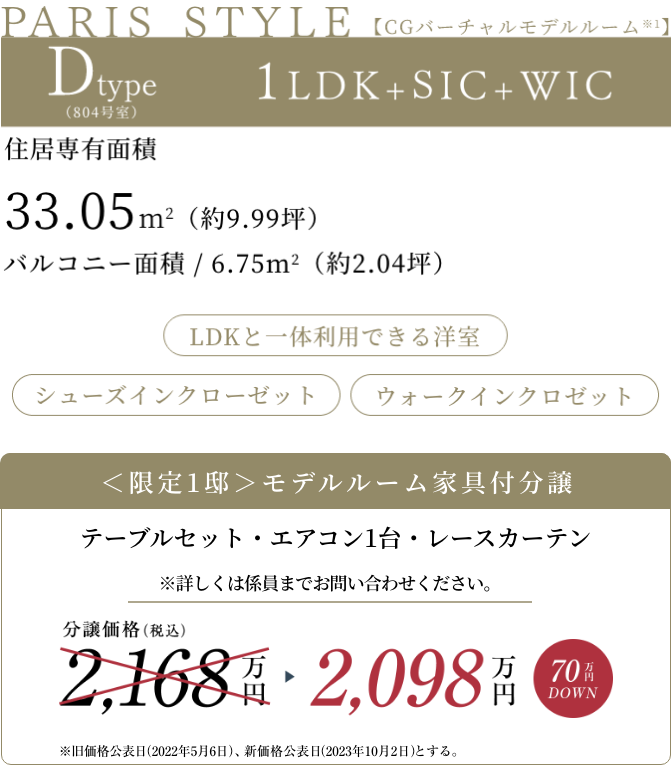 PARIS STYLE 【CGバーチャルモデルルーム※1】
Dtype
（804号室）
1LDK+SIC+WIC
住居専有面積
33.05m²（約9.99坪）
バルコニー面積 / 6.75m²（約2.04坪）
LDKと一体利用できる洋室
シューズインクローゼット
ウォークインクロゼット
＜限定1邸＞モデルルーム家具付分譲
テーブルセット・エアコン1台・レースカーテン
※詳しくは係員までお問い合わせください。
分譲価格（税込）
2,168万円 ▶ 2,098万円
70万円
DOWN
※旧価格公表日(2022年5月6日)、新価格公表日(2023年10月2日)とする。